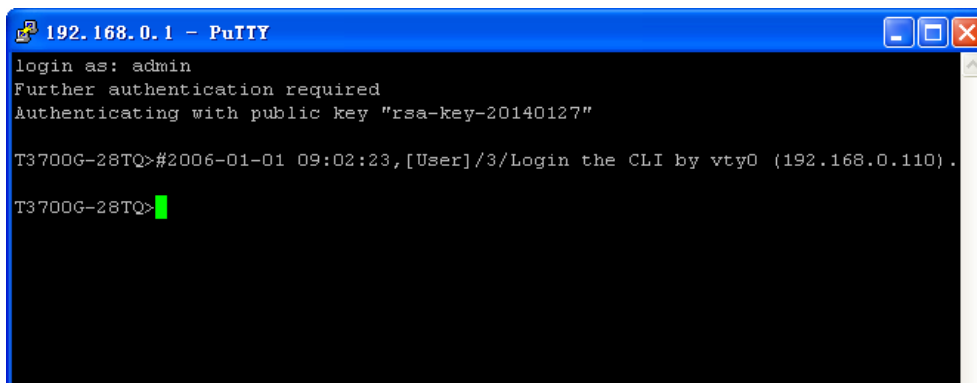 192.168.0.1 - PuTTY
login as: admin
Further authentication required
Authenticating with public key "rsa-key-20140127"
T3700G-28TQ>#2006-01-01 09:02:23,[User]/3/Login the CLI by vty0 (192.168.0.110).
T3700G-28TQ>